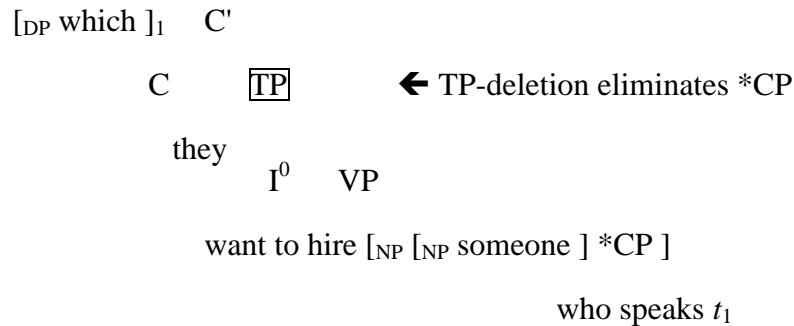 [DP which ]1 C'
C TP 🡸 TP-deletion eliminates *CP
they
I0 VP
want to hire [NP [NP someone ] *CP ]
who speaks t1